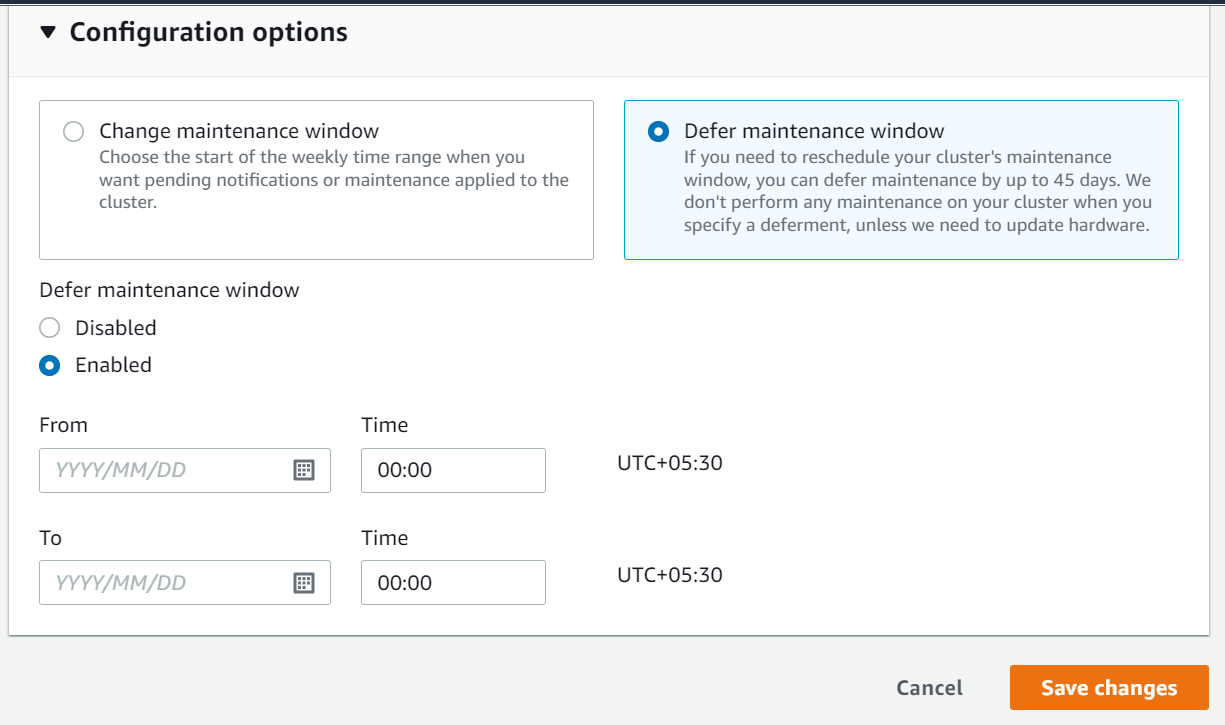 Configuration options
Change maintenance window
Choose the start of the weekly time range when you
want pending notifications or maintenance applied to the
cluster.
Defer maintenance window
If you need to reschedule your cluster's maintenance
window, you can defer maintenance by up to 45 days. We
don't perform any maintenance on your cluster when you
specify a deferment, unless we need to update hardware.
Defer maintenance window
Disabled
Enabled
From Time
YYYY/MM/DD 00:00 UTC+05:30
To Time
YYYY/MM/DD 00:00 UTC+05:30
Cancel Save changes